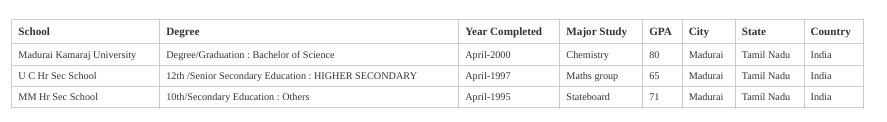 School Degree Year Completed Major Study GPA City State Country
Madurai Kamaraj University Degree/Graduation : Bachelor of Science April-2000 Chemistry 80 Madurai Tamil Nadu India
U C Hr Sec School 12th /Senior Secondary Education : HIGHER SECONDARY April-1997 Maths group 65 Madurai Tamil Nadu India
MM Hr Sec School 10th/Secondary Education : Others April-1995 Stateboard 71 Madurai Tamil Nadu India